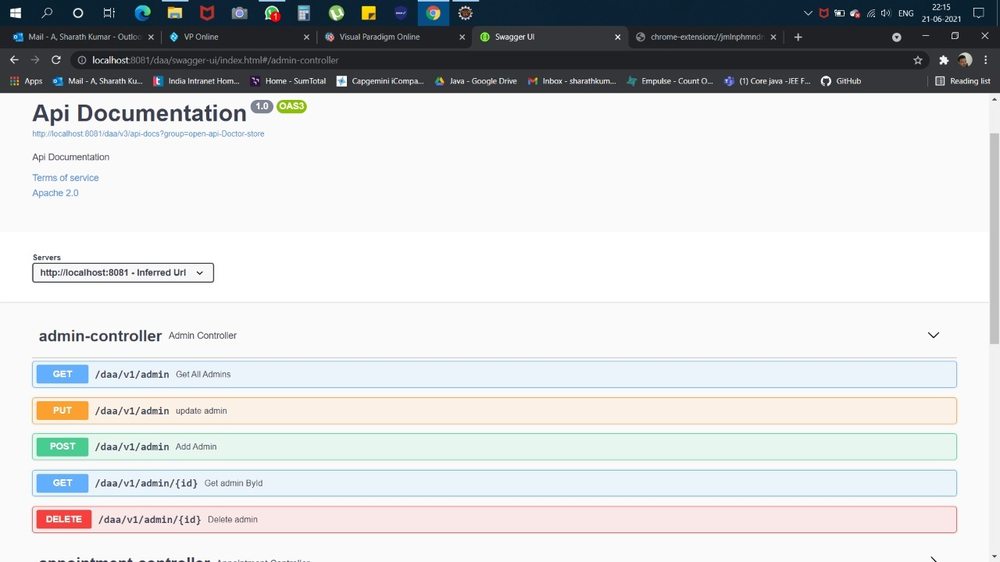 1
ENG
22:15
21-06-2021
Mail - A, Sharath Kumar - Outloo
VP Online
Visual Paradigm Online
Swagger UI
chrome-extension://jmlnphmndr
localhost:8081/daa/swagger-ui/index.html#/admin-controller
Apps
Mail - A, Sharath Ku...
India Intranet Hom...
Home - SumTotal
Capgemini iCompa...
Java - Google Drive
Inbox - sharathkum...
Empulse - Count O...
(1) Core java -JEE F...
GitHub
Reading list
Api Documentation 1.0 OAS3
http://localhost:8081/daa/v3/api-docs?group=open-api-Doctor-store
Api Documentation
Terms of service
Apache 2.0
Servers
http://localhost:8081 - Inferred Url
admin-controller Admin Controller
GET /daa/v1/admin Get All Admins
PUT /daa/v1/admin update admin
POST /daa/v1/admin Add Admin
GET /daa/v1/admin/{id} Get admin ById
DELETE /daa/v1/admin/{id} Delete admin
appointment-controller Appointment Controller